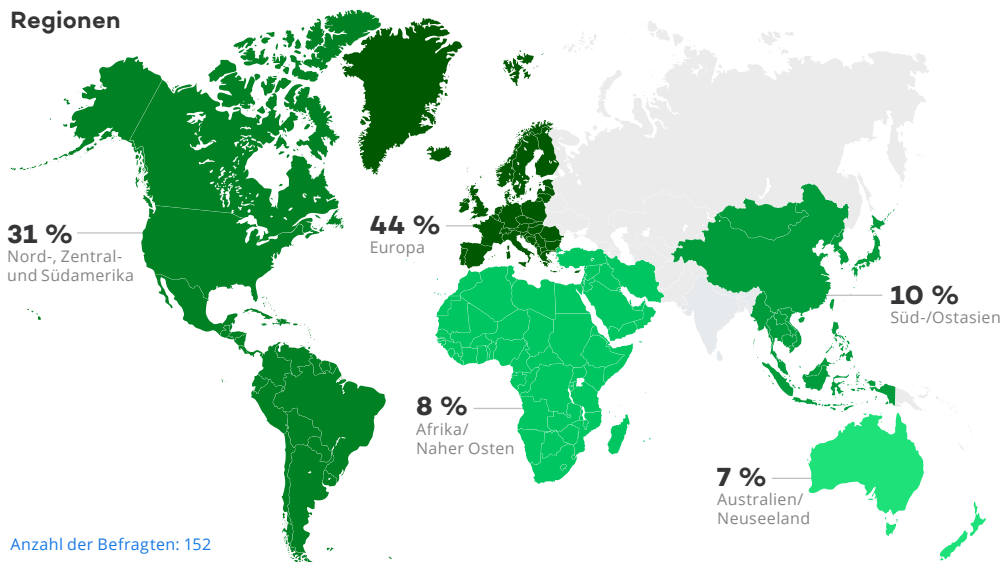 Regionen
31 %
Nord-, Zentral-
und Südamerika
44 %
Europa
10 %
Süd-/Ostasien
8 %
Afrika/
Naher Osten
7 %
Australien/
Neuseeland
Anzahl der Befragten: 152